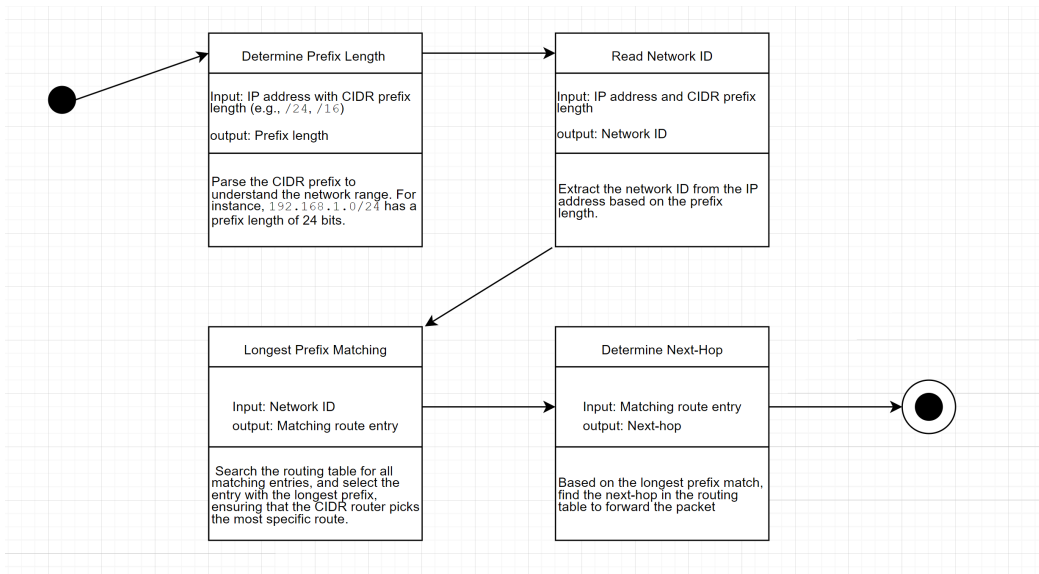 Determine Prefix Length
Input: IP address with CIDR prefix
length (e.g., /24, /16)
output: Prefix length
Parse the CIDR prefix to
understand the network range. For
instance, 192.168.1.0/24 has a
prefix length of 24 bits.
Read Network ID
Input: IP address and CIDR prefix
length
output: Network ID
Extract the network ID from the IP
address based on the prefix
length.
Longest Prefix Matching
Input: Network ID
output: Matching route entry
Search the routing table for all
matching entries, and select the
entry with the longest prefix,
ensuring that the CIDR router picks
the most specific route.
Determine Next-Hop
Input: Matching route entry
output: Next-hop
Based on the longest prefix match,
find the next-hop in the routing
table to forward the packet